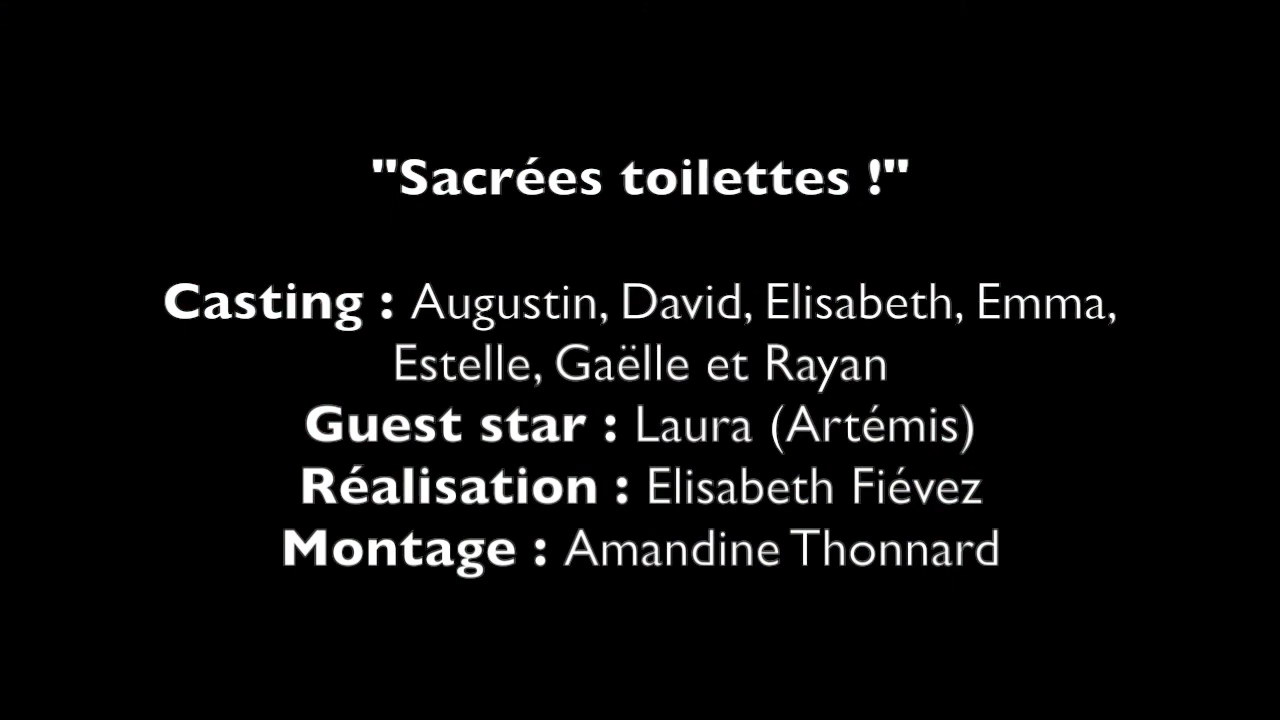 "Sacrées toilettes !"
Casting : Augustin, David, Elisabeth, Emma,
Estelle, Gaëlle et Rayan
Guest star : Laura (Artémis)
Réalisation : Elisabeth Fiévez
Montage : Amandine Thonnard